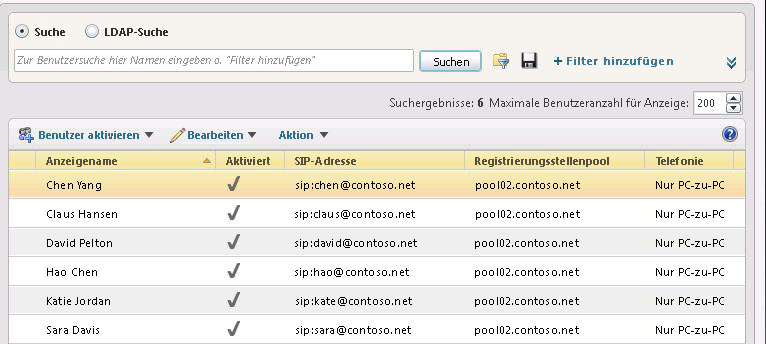 Suche LDAP-Suche
Zur Benutzersuche hier Namen eingeben o. "Filter hinzufügen" Suchen + Filter hinzufügen
Suchergebnisse: 6 Maximale Benutzeranzahl für Anzeige: 200
Benutzer aktivieren Bearbeiten Aktion ?
Anzeigename Aktiviert SIP-Adresse Registrierungsstellenpool Telefonie
Chen Yang sip:chen@contoso.net pool02.contoso.net Nur PC-zu-PC
Claus Hansen sip:claus@contoso.net pool02.contoso.net Nur PC-zu-PC
David Pelton sip:david@contoso.net pool02.contoso.net Nur PC-zu-PC
Hao Chen sip:hao@contoso.net pool02.contoso.net Nur PC-zu-PC
Katie Jordan sip:kate@contoso.net pool02.contoso.net Nur PC-zu-PC
Sara Davis sip:sara@contoso.net pool02.contoso.net Nur PC-zu-PC